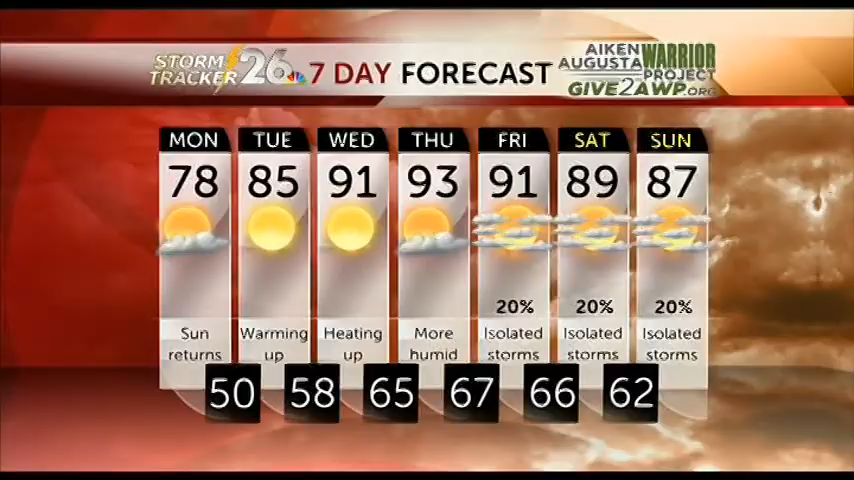 STORM TRACKER 26
7 DAY FORECAST
AIKEN AUGUSTA WARRIOR PROJECT
GIVE2AWP.ORG
MON TUE WED THU FRI SAT SUN
78 85 91 93 91 89 87
20% 20% 20%
Sun Warming Heating More Isolated Isolated Isolated
returns up up humid storms storms storms
50 58 65 67 66 62